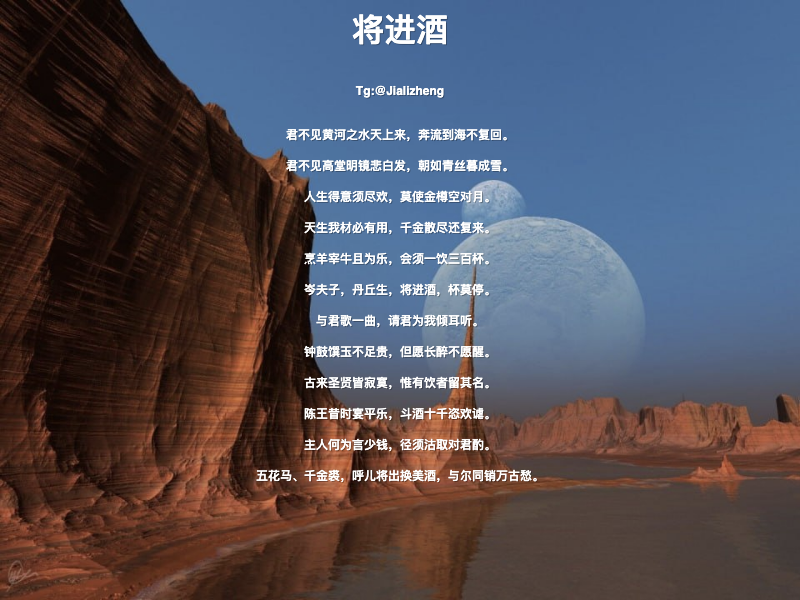 将进酒
Tg:@Jializheng
君不见黄河之水天上来，奔流到海不复回。
君不见高堂明镜悲白发，朝如青丝暮成雪。
人生得意须尽欢，莫使金樽空对月。
天生我材必有用，千金散尽还复来。
烹羊宰牛且为乐，会须一饮三百杯。
岑夫子，丹丘生，将进酒，杯莫停。
与君歌一曲，请君为我倾耳听。
钟鼓馔玉不足贵，但愿长醉不愿醒。
古来圣贤皆寂寞，惟有饮者留其名。
陈王昔时宴平乐，斗酒十千恣欢谑。
主人何为言少钱，径须沽取对君酌。
五花马、千金裘，呼儿将出换美酒，与尔同销万古愁。